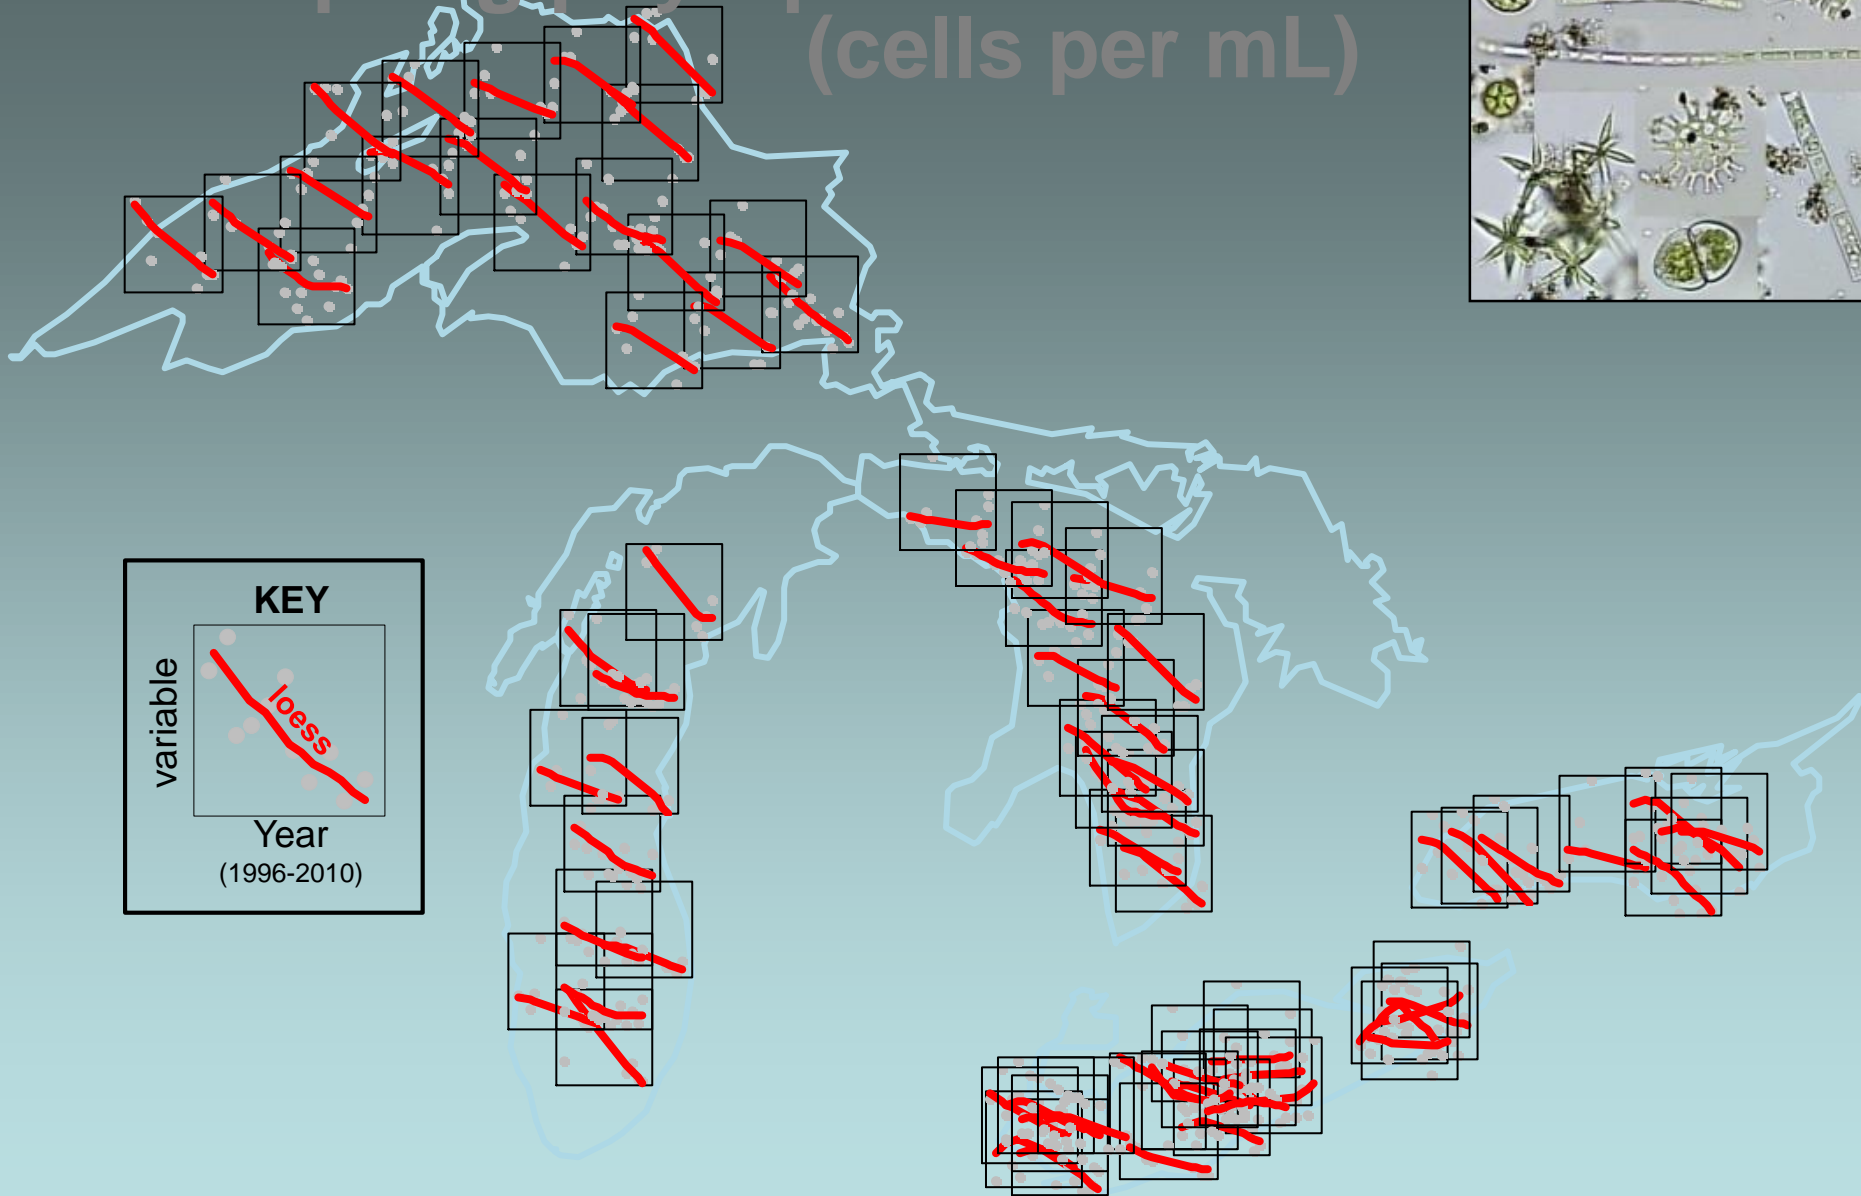 (cells per mL)
KEY
variable
loess
Year
(1996-2010)